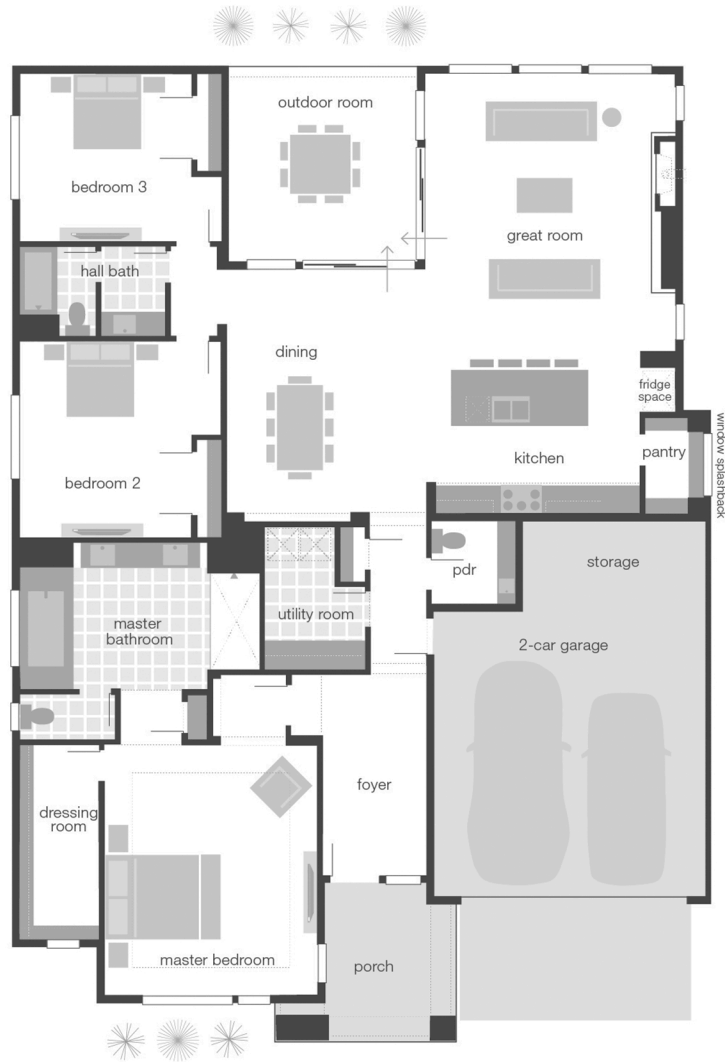 outdoor room
bedroom 3
great room
hall bath
dining
fridge
space
window splashback
pantry
kitchen
bedroom 2
storage
pdr
utility room
master
bathroom
2-car garage
foyer
dressing
room
master bedroom
porch